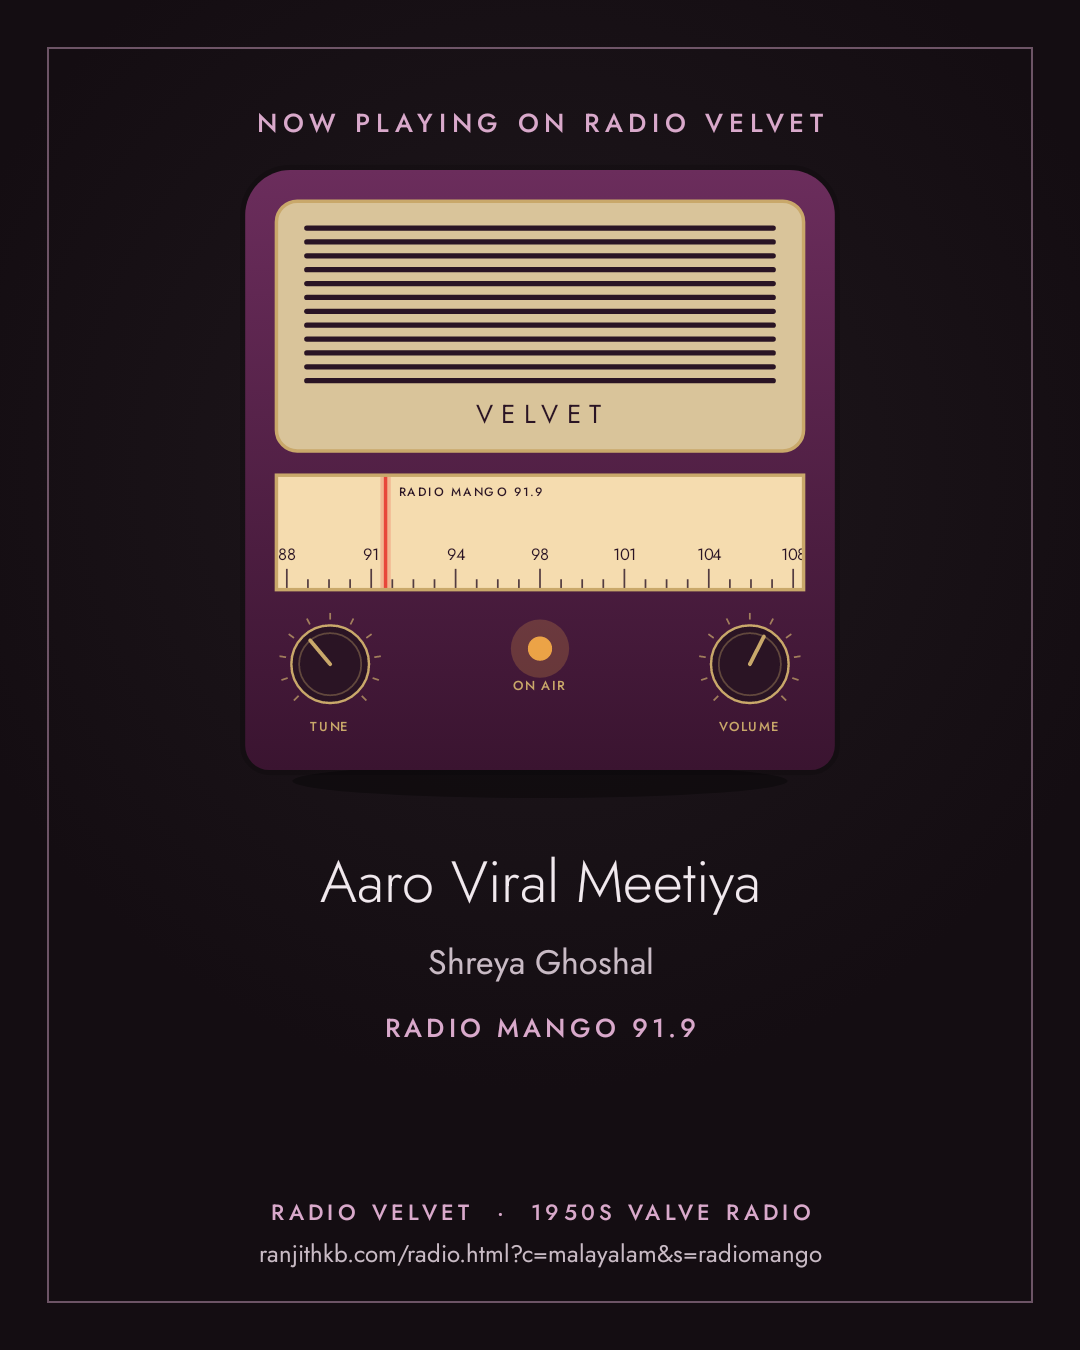 NOW PLAYING ON RADIO VELVET
VELVET
RADIO MANGO 91.9
88 91 94 98 101 104 108
ON AIR
TUNE VOLUME
Aaro Viral Meetiya
Shreya Ghoshal
RADIO MANGO 91.9
RADIO VELVET · 1950S VALVE RADIO
ranjithkb.com/radio.html?c=malayalam&s=radiomango